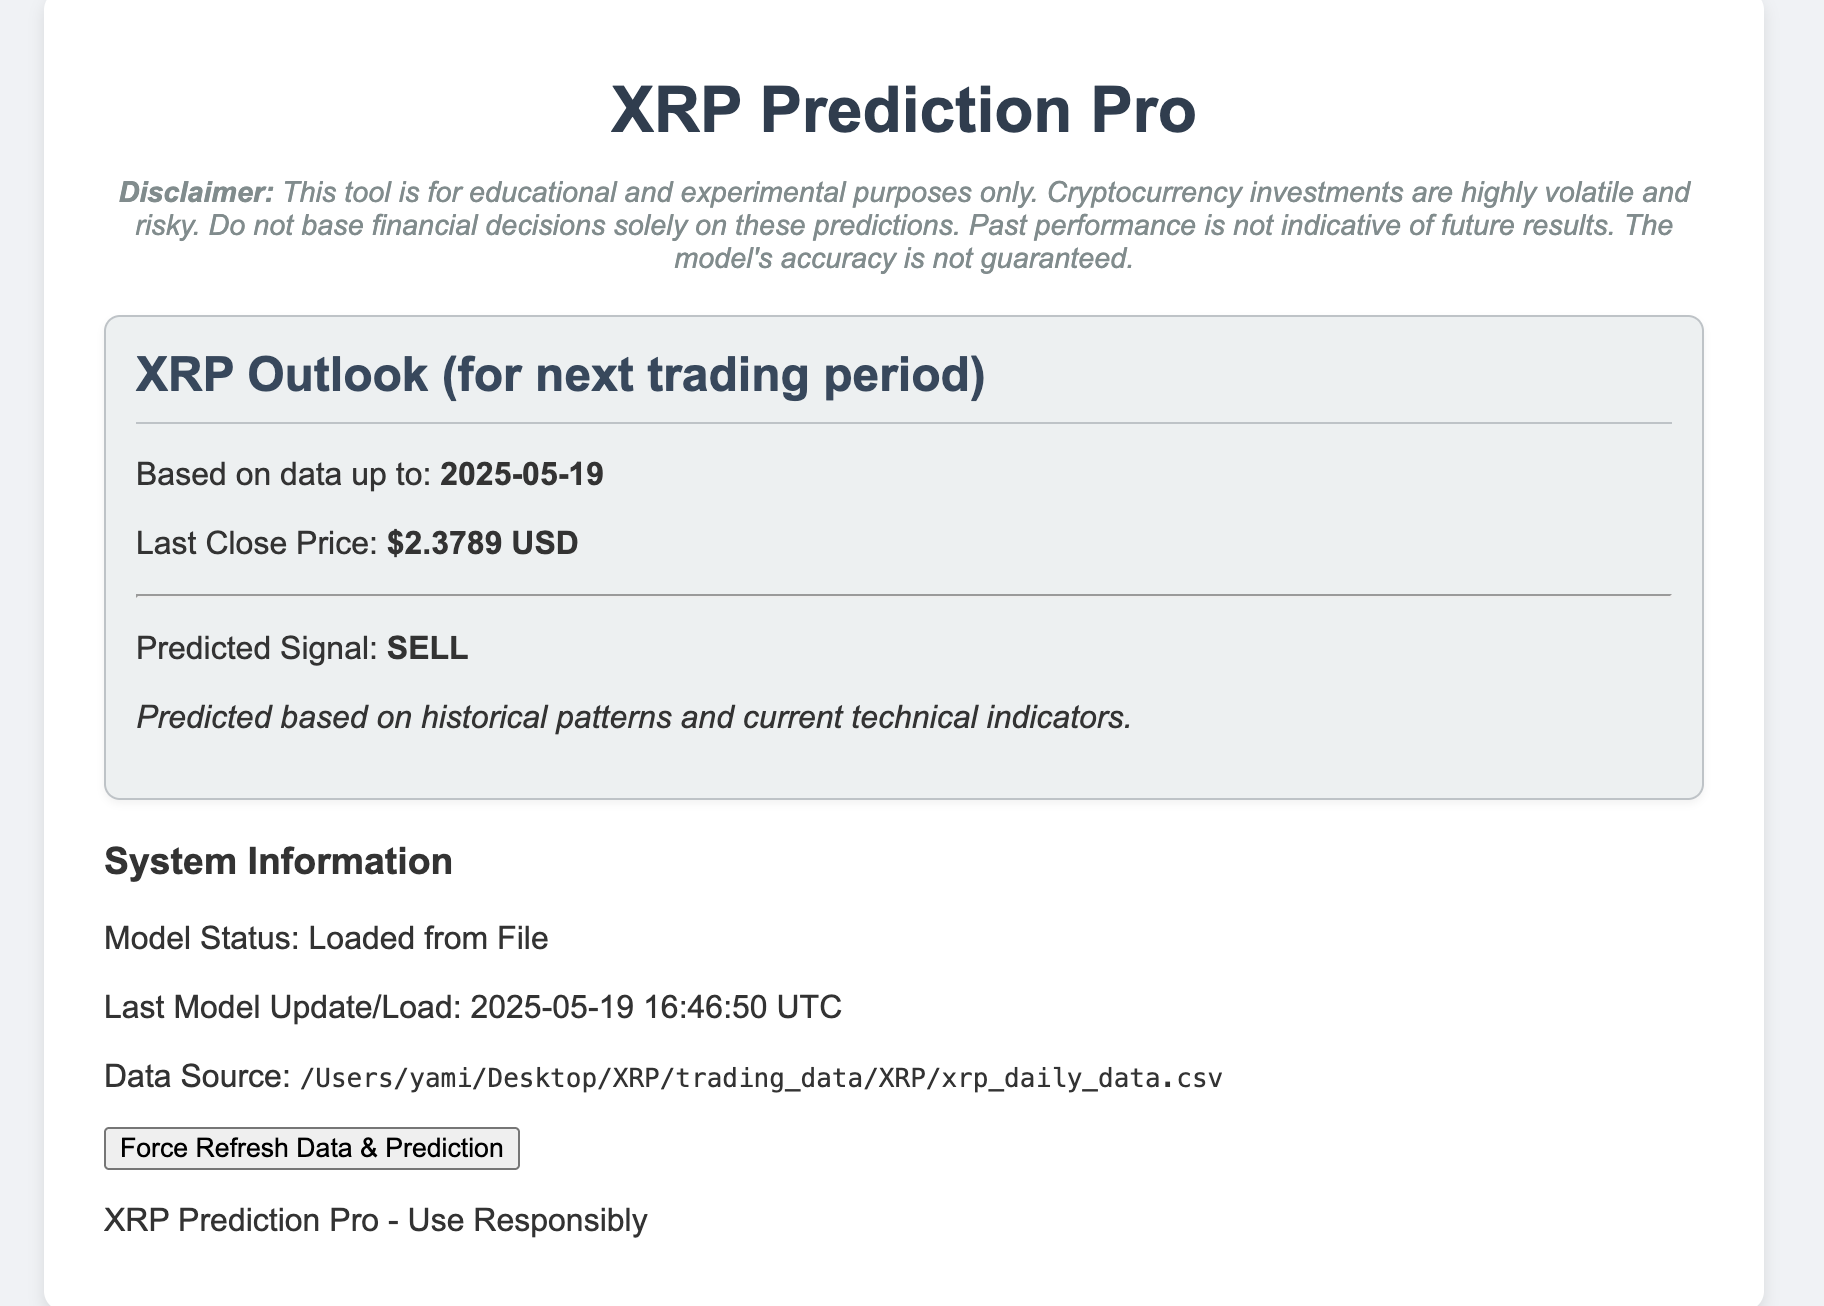 XRP Prediction Pro
Disclaimer: This tool is for educational and experimental purposes only. Cryptocurrency investments are highly volatile and
risky. Do not base financial decisions solely on these predictions. Past performance is not indicative of future results. The
model's accuracy is not guaranteed.
XRP Outlook (for next trading period)
Based on data up to: 2025-05-19
Last Close Price: $2.3789 USD
Predicted Signal: SELL
Predicted based on historical patterns and current technical indicators.
System Information
Model Status: Loaded from File
Last Model Update/Load: 2025-05-19 16:46:50 UTC
Data Source: /Users/yami/Desktop/XRP/trading_data/XRP/xrp_daily_data.csv
Force Refresh Data & Prediction
XRP Prediction Pro - Use Responsibly